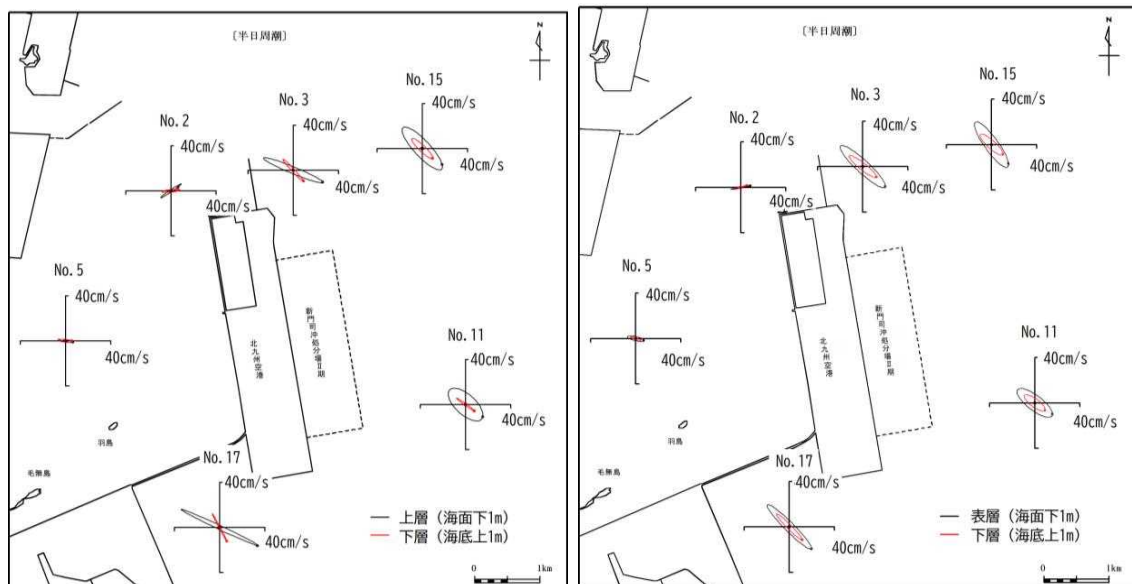 〔半日周潮〕
N
No. 15
40cm/s
40cm/s
No. 3
40cm/s
40cm/s
No. 2
40cm/s
40cm/s
No. 5
40cm/s
40cm/s
新門司沖処分場Ⅱ期
北九州空港
No. 11
40cm/s
40cm/s
羽島
毛無島
No. 17
40cm/s
40cm/s
上層（海面下1m）
下層（海底上1m）
0 1km
〔半日周潮〕
N
No. 15
40cm/s
40cm/s
No. 3
40cm/s
40cm/s
No. 2
40cm/s
40cm/s
No. 5
40cm/s
40cm/s
新門司沖処分場Ⅱ期
北九州空港
No. 11
40cm/s
40cm/s
羽島
毛無島
No. 17
40cm/s
40cm/s
表層（海面下1m）
下層（海底上1m）
0 1km